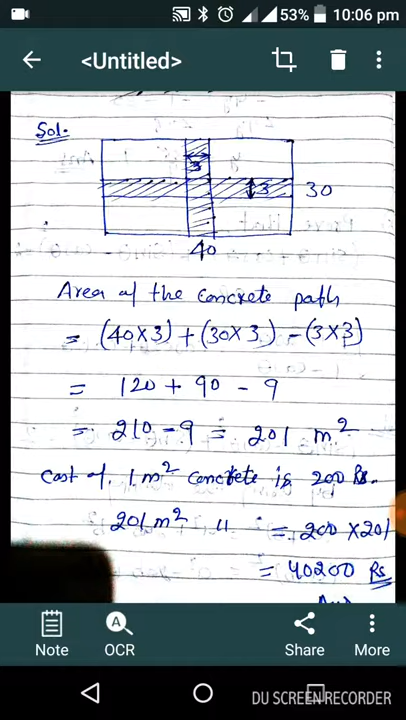 53% 10:06 pm
<Untitled>
Sol.
3
3
30
40
Area of the concrete path
= (40×3) + (30×3) - (3×3)
= 120 + 90 - 9
= 210 - 9 = 201 m²
Cost of 1 m² concrete is 200 Rs.
201 m² " = 200 × 201
= 40200 Rs
Note
A
OCR
Share
More
DU SCREEN RECORDER